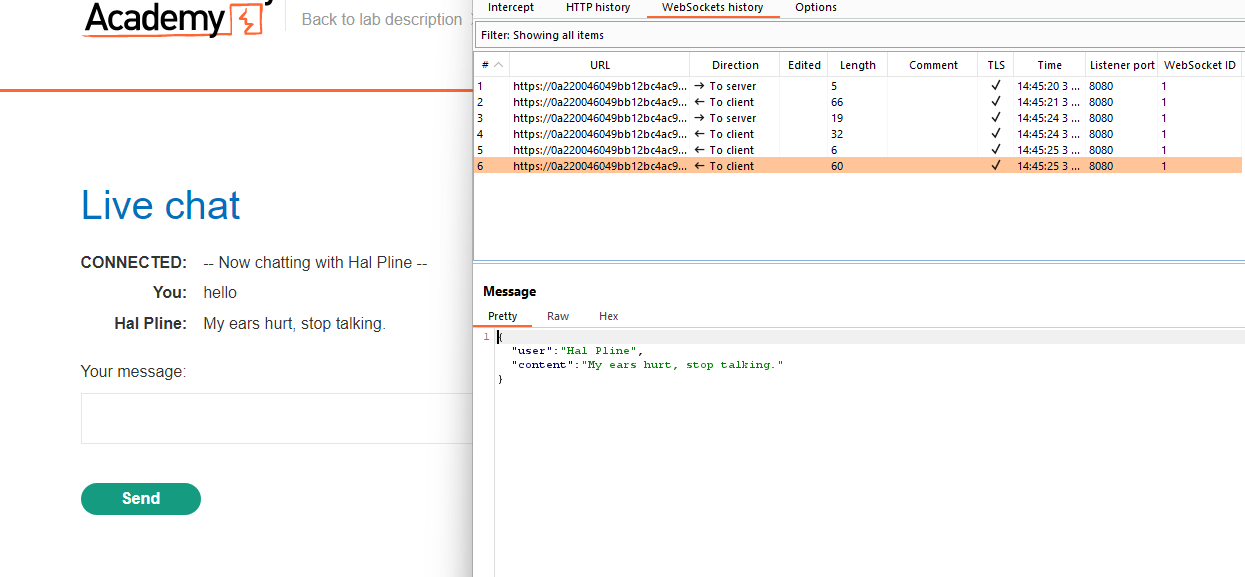 Academy
Back to lab description
Live chat
CONNECTED: -- Now chatting with Hal Pline --
You: hello
Hal Pline: My ears hurt, stop talking.
Your message:
Send
Intercept HTTP history WebSockets history Options
Filter: Showing all items
# URL Direction Edited Length Comment TLS Time Listener port WebSocket ID
1 https://0a220046049bb12bc4ac9... → To server 5 ✓ 14:45:20 3 ... 8080 1
2 https://0a220046049bb12bc4ac9... ← To client 66 ✓ 14:45:21 3 ... 8080 1
3 https://0a220046049bb12bc4ac9... → To server 19 ✓ 14:45:24 3 ... 8080 1
4 https://0a220046049bb12bc4ac9... ← To client 32 ✓ 14:45:24 3 ... 8080 1
5 https://0a220046049bb12bc4ac9... ← To client 6 ✓ 14:45:25 3 ... 8080 1
6 https://0a220046049bb12bc4ac9... ← To client 60 ✓ 14:45:25 3 ... 8080 1
Message
Pretty Raw Hex
1 {
"user":"Hal Pline",
"content":"My ears hurt, stop talking."
}